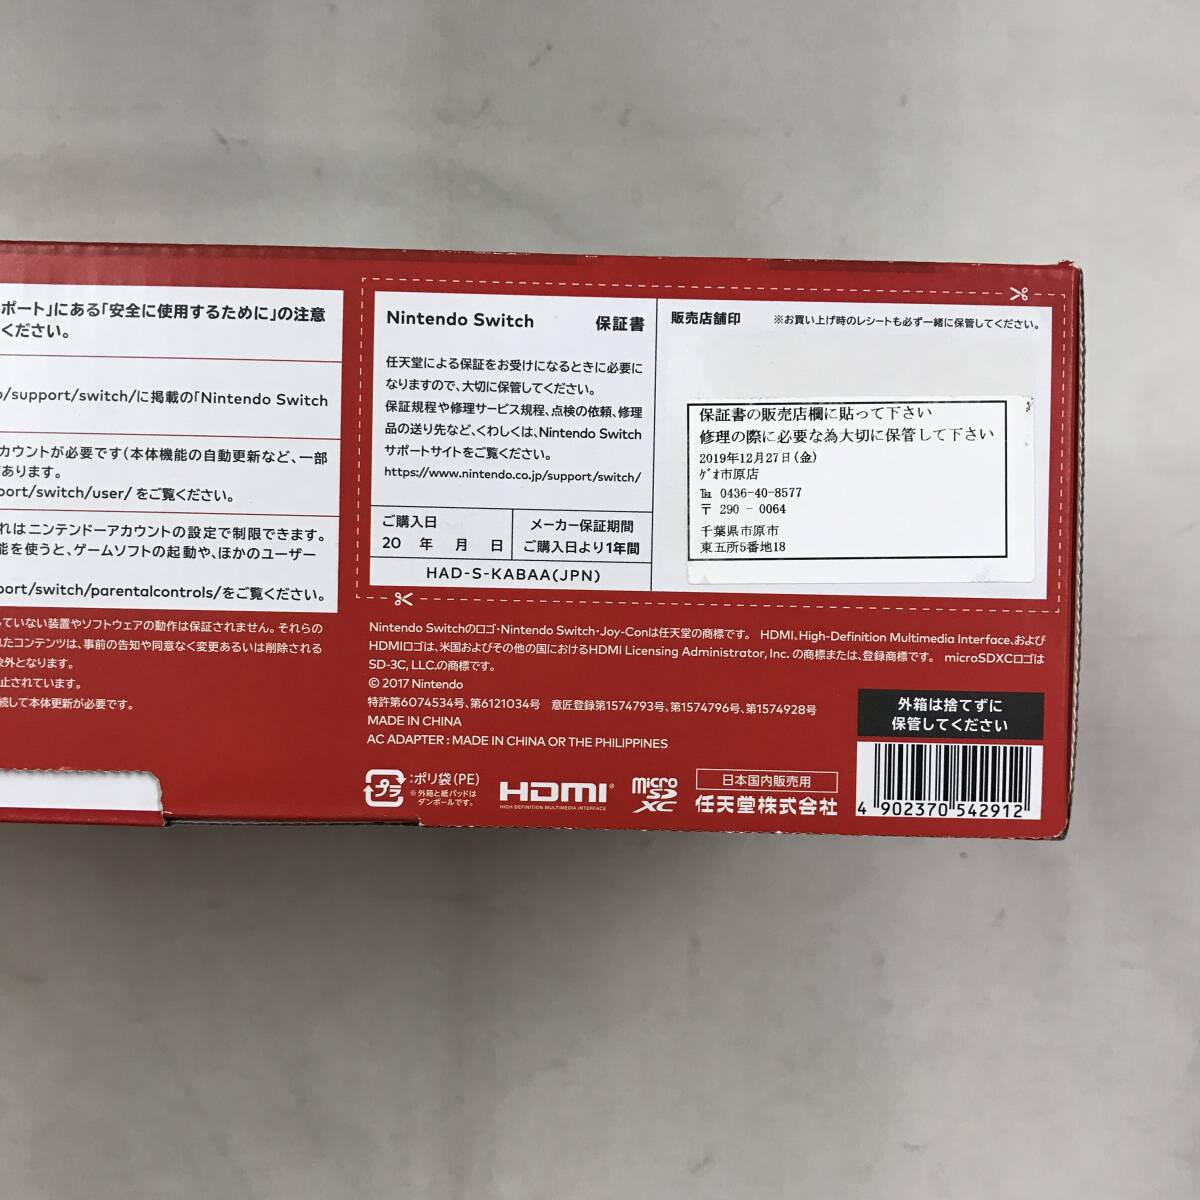 ポート」にある「安全に使用するために」の注意
ください。
/support/switch/に掲載の「Nintendo Switch
カウントが必要です(本体機能の自動更新など、一部
があります。
port/switch/user/ をご覧ください。
れはニンテンドーアカウントの設定で制限できます。
能を使うと、ゲームソフトの起動や、ほかのユーザー
port/switch/parentalcontrols/をご覧ください。
していない装置やソフトウェアの動作は保証されません。それらの
れたコンテンツは、事前の告知や同意なく変更あるいは削除される
象外となります。
止されています。
続して本体更新が必要です。
Nintendo Switch 保証書
任天堂による保証をお受けになるときに必要に
なりますので、大切に保管してください。
保証規程や修理サービス規程、点検の依頼、修理
品の送り先など、くわしくは、Nintendo Switch
サポートサイトをご覧ください。
https://www.nintendo.co.jp/support/switch/
ご購入日
20 年 月 日
メーカー保証期間
ご購入日より1年間
HAD-S-KABAA(JPN)
販売店舗印 ※お買い上げ時のレシートも必ず一緒に保管してください。
保証書の販売店欄に貼って下さい
修理の際に必要な為大切に保管して下さい
2019年12月27日(金)
ゲオ市原店
℡ 0436-40-8577
〒 290 - 0064
千葉県市原市
東五所5番地18
Nintendo Switchのロゴ・Nintendo Switch・Joy-Conは任天堂の商標です。 HDMI、High-Definition Multimedia Interface、および
HDMIロゴは、米国およびその他の国におけるHDMI Licensing Administrator, Inc. の商標または、登録商標です。 microSDXCロゴは
SD-3C, LLC.の商標です。
© 2017 Nintendo
特許第6074534号、第6121034号 意匠登録第1574793号、第1574796号、第1574928号
MADE IN CHINA
AC ADAPTER : MADE IN CHINA OR THE PHILIPPINES
プラ
:ポリ袋(PE)
※外箱と紙パッドは
ダンボールです。
HDMI
HIGH-DEFINITION MULTIMEDIA INTERFACE
micro
SD
XC
日本国内販売用
任天堂株式会社
外箱は捨てずに
保管してください
4 902370 542912